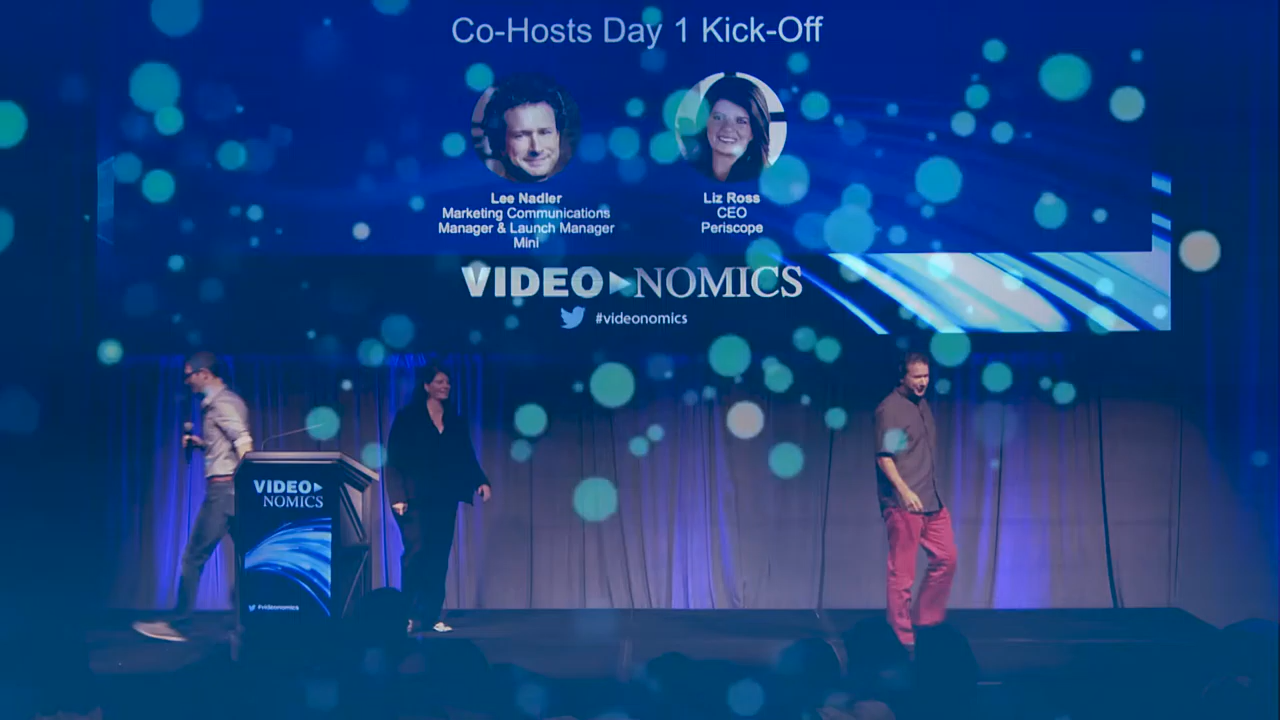 Co-Hosts Day 1 Kick-Off
Lee Nadler
Marketing Communications
Manager & Launch Manager
Mini
Liz Ross
CEO
Periscope
VIDEO NOMICS
#videonomics
VIDEO
NOMICS
#videonomics